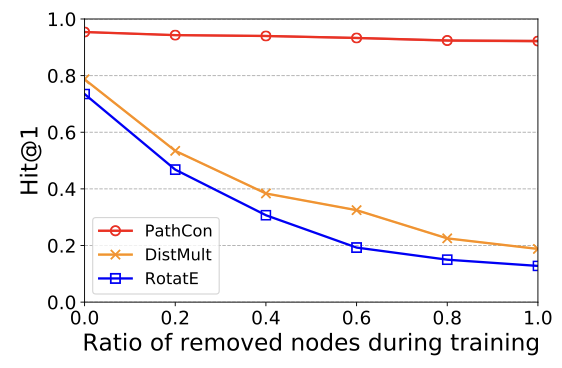 1.0
0.8
0.6
0.4
0.2
0.0
Hit@1
PathCon
DistMult
RotatE
0.0 0.2 0.4 0.6 0.8 1.0
Ratio of removed nodes during training